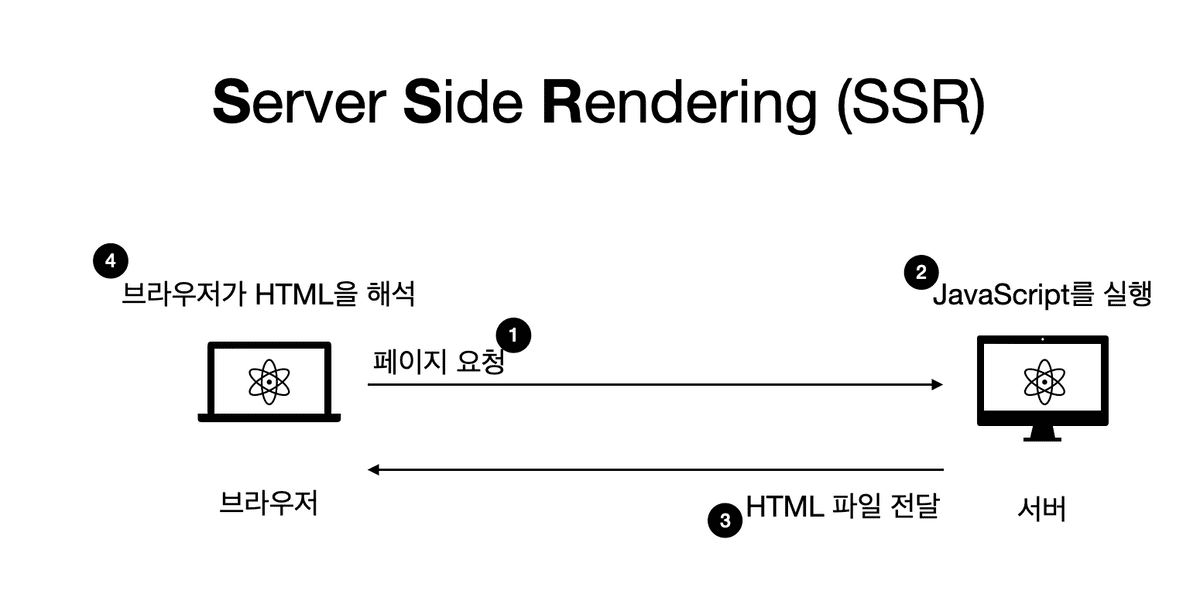 Server Side Rendering (SSR)
4
브라우저가 HTML을 해석
2
JavaScript를 실행
1
페이지 요청
브라우저
3
HTML 파일 전달
서버